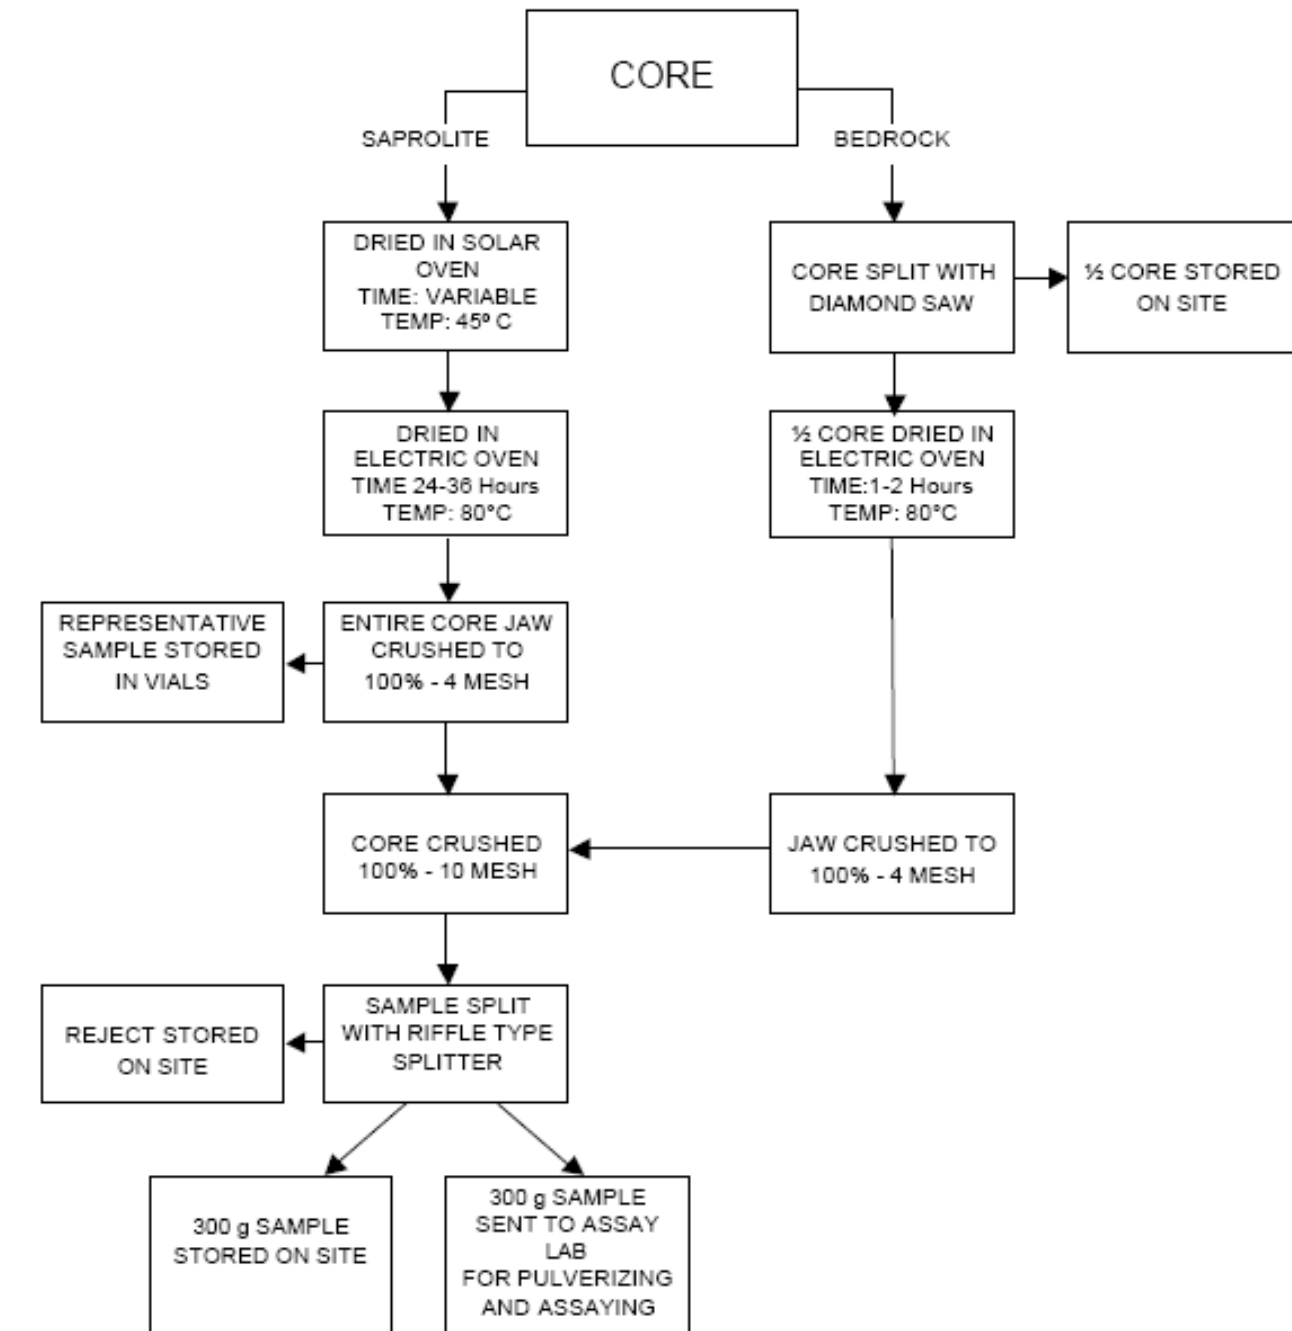 CORE
SAPROLITE
BEDROCK
DRIED IN SOLAR
OVEN
TIME: VARIABLE
TEMP: 45º C
CORE SPLIT WITH
DIAMOND SAW
½ CORE STORED
ON SITE
DRIED IN
ELECTRIC OVEN
TIME 24-36 Hours
TEMP: 80°C
½ CORE DRIED IN
ELECTRIC OVEN
TIME:1-2 Hours
TEMP: 80°C
REPRESENTATIVE
SAMPLE STORED
IN VIALS
ENTIRE CORE JAW
CRUSHED TO
100% - 4 MESH
CORE CRUSHED
100% - 10 MESH
JAW CRUSHED TO
100% - 4 MESH
REJECT STORED
ON SITE
SAMPLE SPLIT
WITH RIFFLE TYPE
SPLITTER
300 g SAMPLE
STORED ON SITE
300 g SAMPLE
SENT TO ASSAY
LAB
FOR PULVERIZING
AND ASSAYING